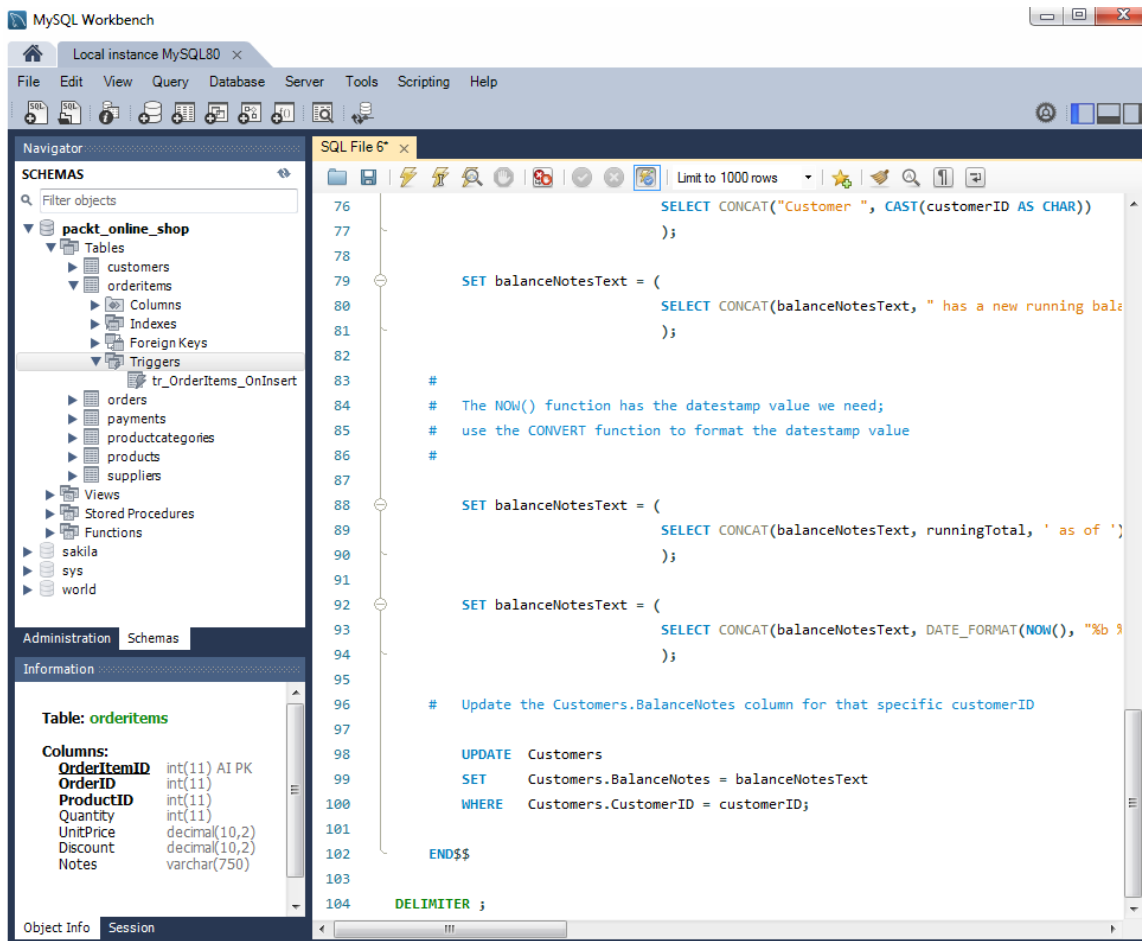 MySQL Workbench
Local instance MySQL80 ×
File Edit View Query Database Server Tools Scripting Help
Navigator
SCHEMAS
Filter objects
packt_online_shop
Tables
customers
orderitems
Columns
Indexes
Foreign Keys
Triggers
tr_OrderItems_OnInsert
orders
payments
productcategories
products
suppliers
Views
Stored Procedures
Functions
sakila
sys
world
Administration Schemas
Information
Table: orderitems
Columns:
OrderItemID int(11) AI PK
OrderID int(11)
ProductID int(11)
Quantity int(11)
UnitPrice decimal(10,2)
Discount decimal(10,2)
Notes varchar(750)
Object Info Session
SQL File 6* ×
Limit to 1000 rows
76 SELECT CONCAT("Customer ", CAST(customerID AS CHAR))
77 );
78
79 SET balanceNotesText = (
80 SELECT CONCAT(balanceNotesText, " has a new running bala
81 );
82
83 #
84 # The NOW() function has the datestamp value we need;
85 # use the CONVERT function to format the datestamp value
86 #
87
88 SET balanceNotesText = (
89 SELECT CONCAT(balanceNotesText, runningTotal, ' as of ')
90 );
91
92 SET balanceNotesText = (
93 SELECT CONCAT(balanceNotesText, DATE_FORMAT(NOW(), "%b %
94 );
95
96 # Update the Customers.BalanceNotes column for that specific customerID
97
98 UPDATE Customers
99 SET Customers.BalanceNotes = balanceNotesText
100 WHERE Customers.CustomerID = customerID;
101
102 END$$
103
104 DELIMITER ;